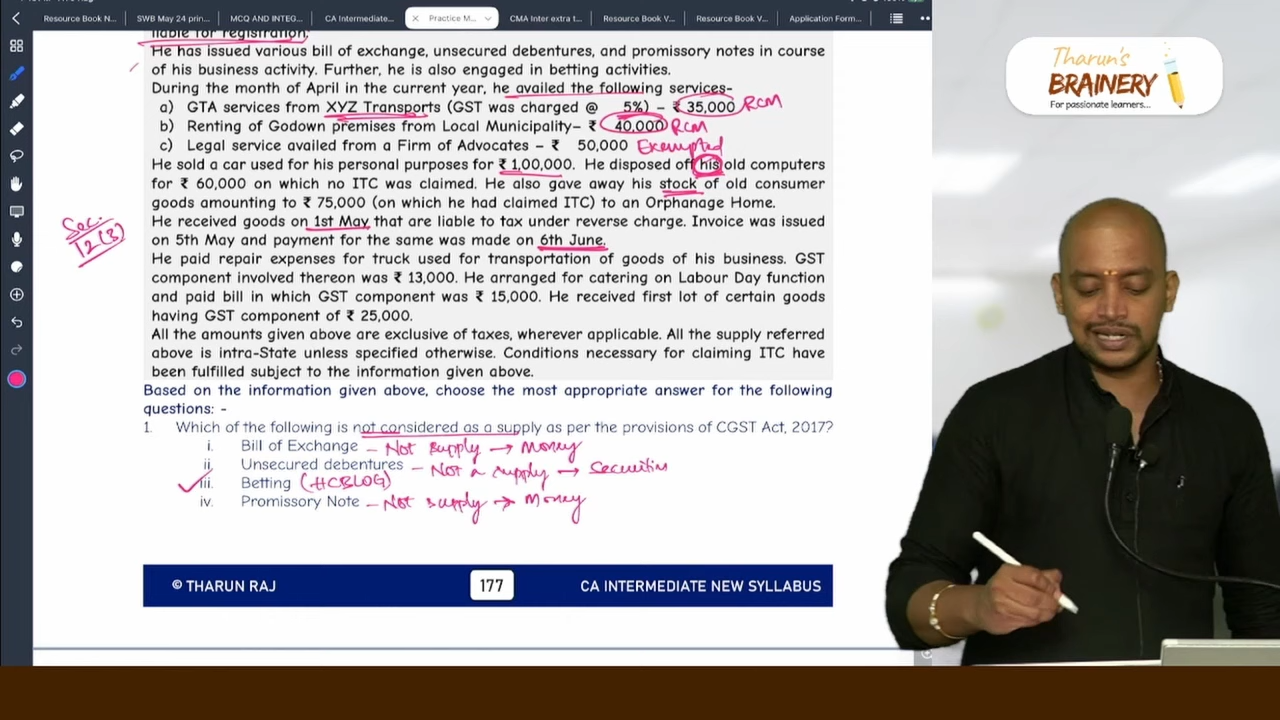 Resource Book N... SWB May 24 prin... MCQ AND INTEG... CA Intermediate... Practice M... CMA Inter extra t... Resource Book V... Resource Book V... Application Form...
liable for registration.
He has issued various bill of exchange, unsecured debentures, and promissory notes in course
of his business activity. Further, he is also engaged in betting activities.
During the month of April in the current year, he availed the following services-
a) GTA services from XYZ Transports (GST was charged @ 5%) – ₹ 35,000 RCM
b) Renting of Godown premises from Local Municipality– ₹ 40,000 RCM
c) Legal service availed from a Firm of Advocates – ₹ 50,000 Exempted
He sold a car used for his personal purposes for ₹ 1,00,000. He disposed off his old computers
for ₹ 60,000 on which no ITC was claimed. He also gave away his stock of old consumer
goods amounting to ₹ 75,000 (on which he had claimed ITC) to an Orphanage Home.
He received goods on 1st May that are liable to tax under reverse charge. Invoice was issued
on 5th May and payment for the same was made on 6th June.
Sec.
12(3)
He paid repair expenses for truck used for transportation of goods of his business. GST
component involved thereon was ₹ 13,000. He arranged for catering on Labour Day function
and paid bill in which GST component was ₹ 15,000. He received first lot of certain goods
having GST component of ₹ 25,000.
All the amounts given above are exclusive of taxes, wherever applicable. All the supply referred
above is intra-State unless specified otherwise. Conditions necessary for claiming ITC have
been fulfilled subject to the information given above.
Based on the information given above, choose the most appropriate answer for the following
questions: -
1. Which of the following is not considered as a supply as per the provisions of CGST Act, 2017?
i. Bill of Exchange – Not supply → Money
ii. Unsecured debentures – Not a supply → Securities
iii. Betting (HCBLOG)
iv. Promissory Note – Not supply → Money
© THARUN RAJ 177 CA INTERMEDIATE NEW SYLLABUS
Tharun's
BRAINERY
For passionate learners...